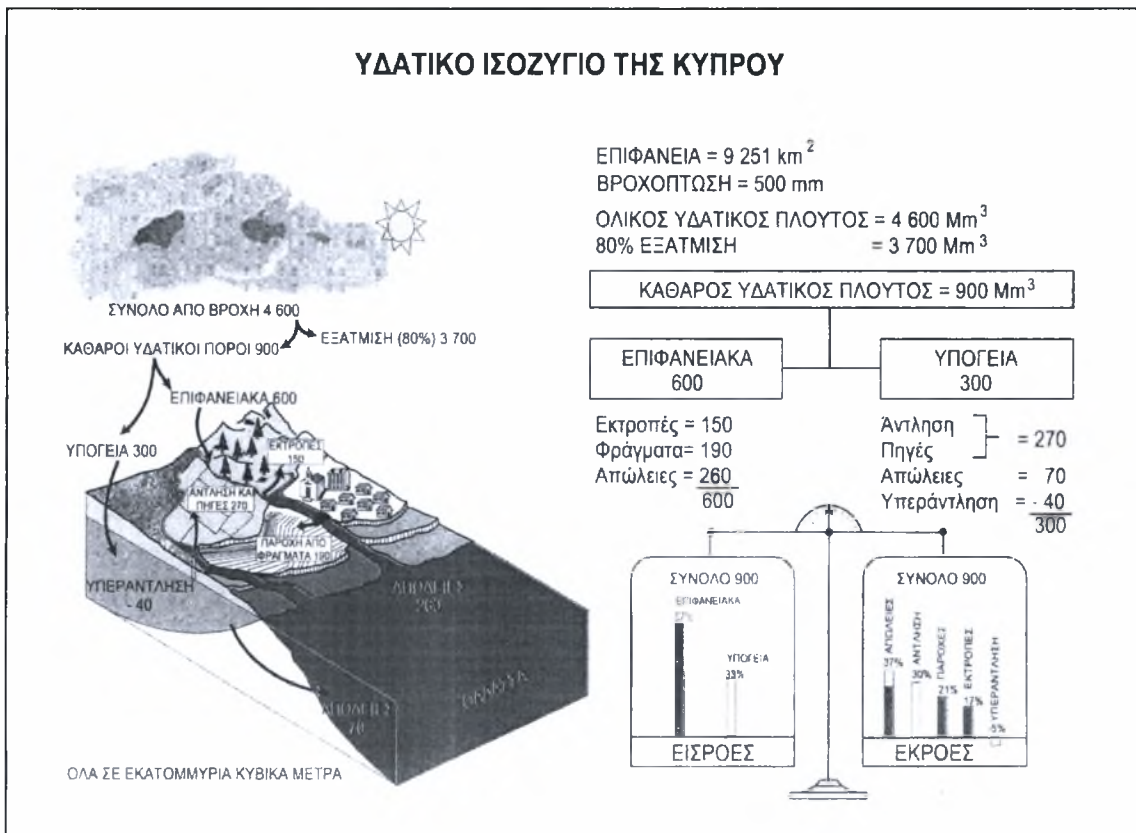 ΥΔΑΤΙΚΟ ΙΣΟΖΥΓΙΟ ΤΗΣ ΚΥΠΡΟΥ
ΣΥΝΟΛΟ ΑΠΟ ΒΡΟΧΗ 4 600
ΕΞΑΤΜΙΣΗ (80%) 3 700
ΚΑΘΑΡΟΙ ΥΔΑΤΙΚΟΙ ΠΟΡΟΙ 900
ΕΠΙΦΑΝΕΙΑΚΑ 600
ΥΠΟΓΕΙΑ 300
ΕΚΤΡΟΠΕΣ
150
ΑΝΤΛΗΣΗ ΚΑΙ
ΠΗΓΕΣ 270
ΠΑΡΟΧΗ ΑΠΟ
ΦΡΑΓΜΑΤΑ 190
ΥΠΕΡΑΝΤΛΗΣΗ
- 40
ΑΠΩΛΕΙΕΣ
260
ΘΑΛΑΣΣΑ
ΑΠΩΛΕΙΕΣ
70
ΟΛΑ ΣΕ ΕΚΑΤΟΜΜΥΡΙΑ ΚΥΒΙΚΑ ΜΕΤΡΑ
ΕΠΙΦΑΝΕΙΑ = 9 251 km²
ΒΡΟΧΟΠΤΩΣΗ = 500 mm
ΟΛΙΚΟΣ ΥΔΑΤΙΚΟΣ ΠΛΟΥΤΟΣ = 4 600 Mm³
80% ΕΞΑΤΜΙΣΗ = 3 700 Mm³
ΚΑΘΑΡΟΣ ΥΔΑΤΙΚΟΣ ΠΛΟΥΤΟΣ = 900 Mm³
ΕΠΙΦΑΝΕΙΑΚΑ
600
ΥΠΟΓΕΙΑ
300
Εκτροπές = 150
Φράγματα= 190
Απώλειες = 260
600
Άντληση
Πηγές
= 270
Απώλειες = 70
Υπεράντληση = - 40
300
ΣΥΝΟΛΟ 900
ΕΠΙΦΑΝΕΙΑΚΑ
ΥΠΟΓΕΙΑ
33%
ΕΙΣΡΟΕΣ
ΣΥΝΟΛΟ 900
ΑΠΩΛΕΙΕΣ
37%
ΑΝΤΛΗΣΗ
30%
ΠΑΡΟΧΕΣ
21%
ΕΚΤΡΟΠΕΣ
17%
ΥΠΕΡΑΝΤΛΗΣΗ
-5%
ΕΚΡΟΕΣ